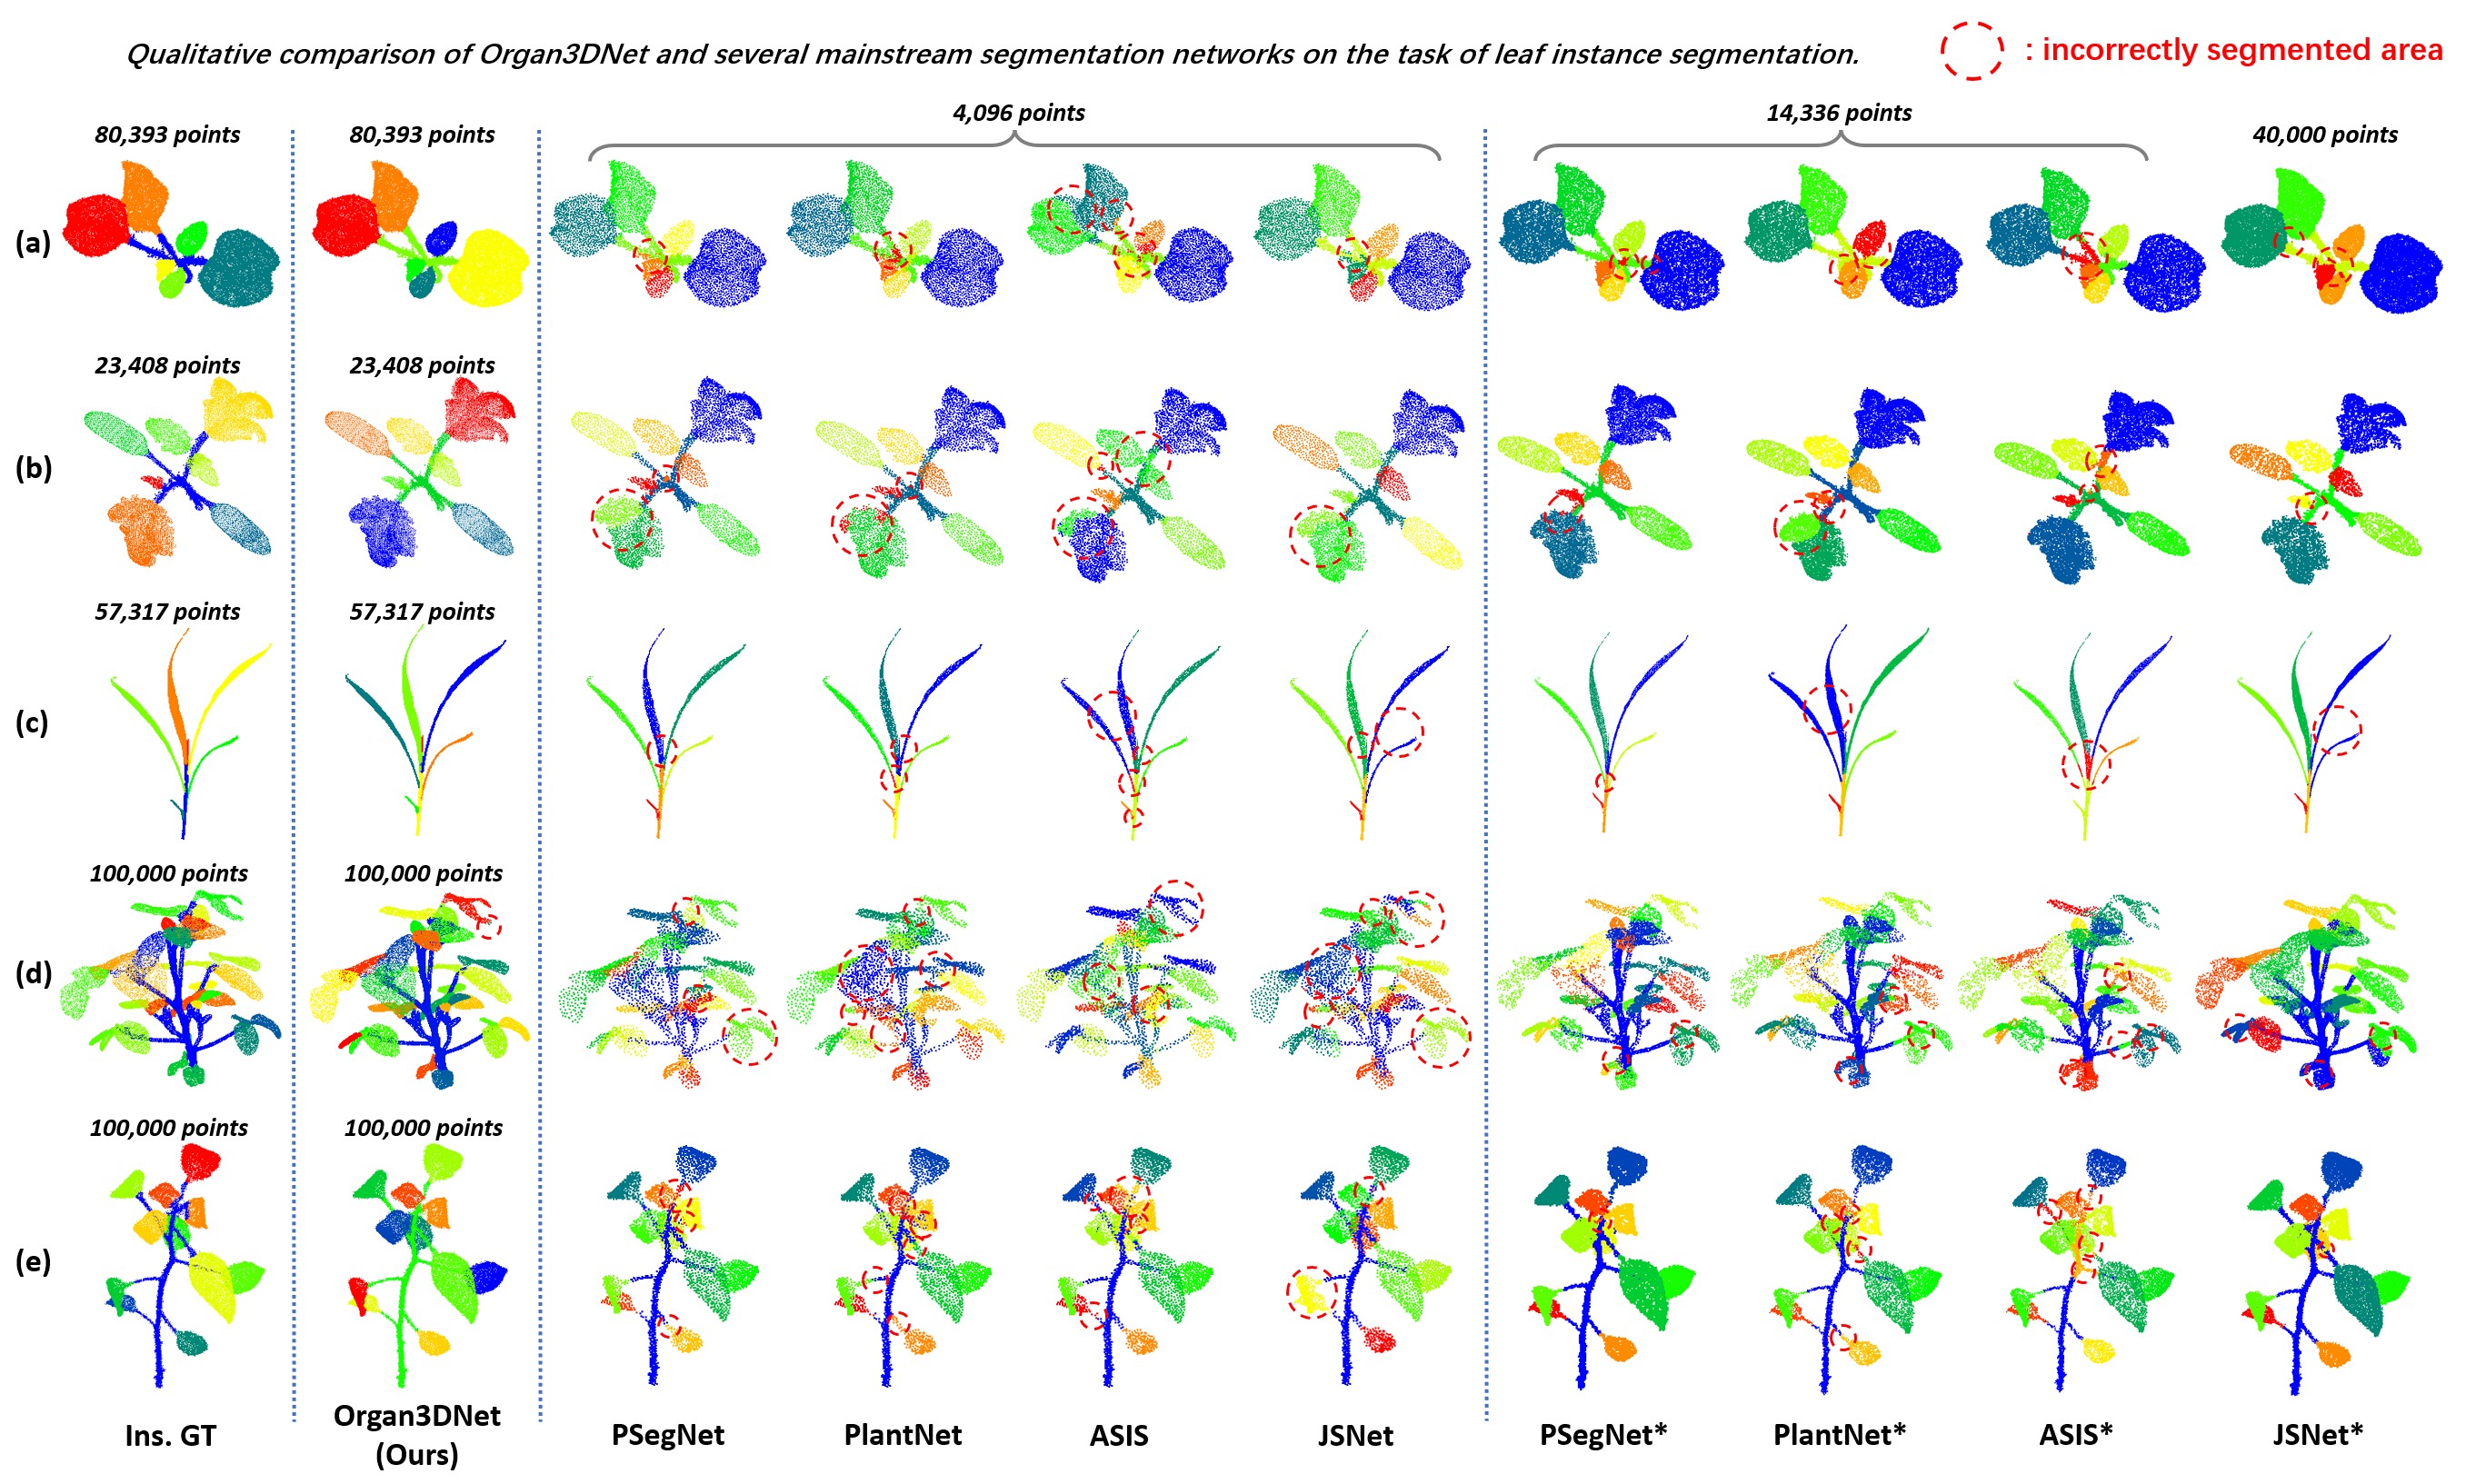 Qualitative comparison of Organ3DNet and several mainstream segmentation networks on the task of leaf instance segmentation.
: incorrectly segmented area
4,096 points
14,336 points
80,393 points
80,393 points
40,000 points
(a)
23,408 points
23,408 points
(b)
57,317 points
57,317 points
(c)
100,000 points
100,000 points
(d)
100,000 points
100,000 points
(e)
Ins. GT
Organ3DNet
(Ours)
PSegNet
PlantNet
ASIS
JSNet
PSegNet*
PlantNet*
ASIS*
JSNet*